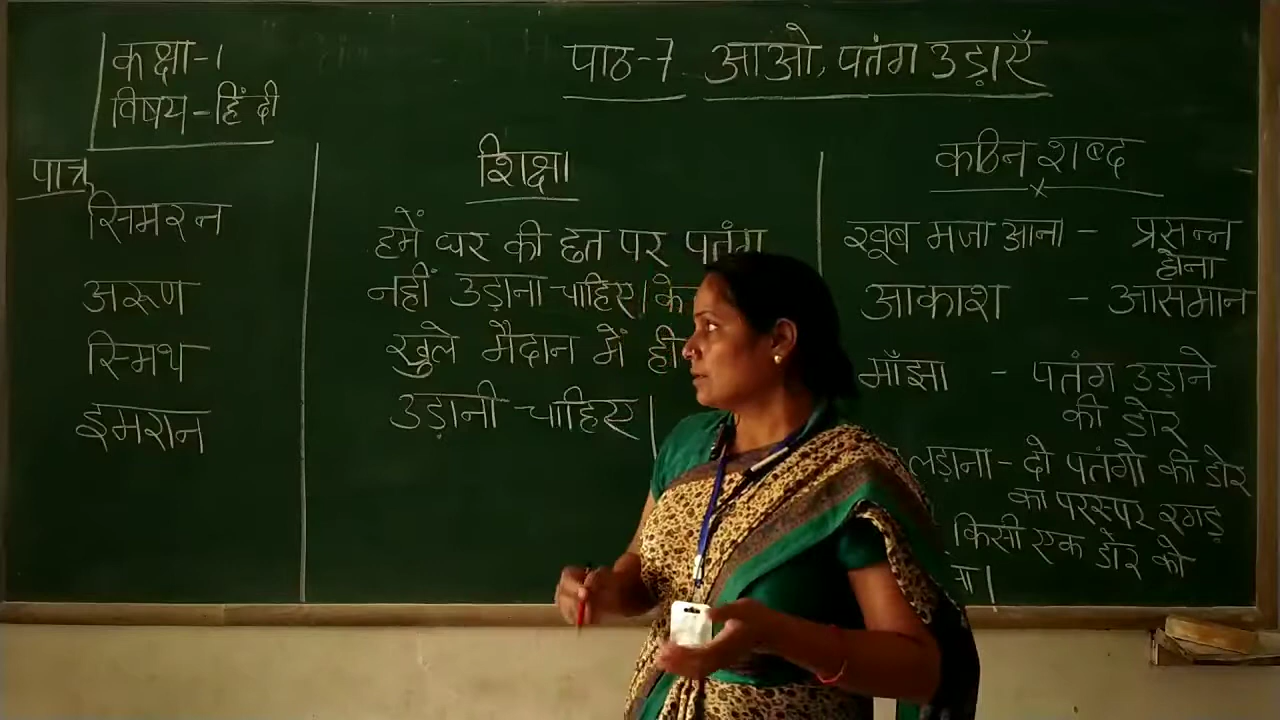 कक्षा-1
विषय-हिंदी
पाठ-7 आओ, पतंग उड़ाएँ
पात्र
सिमरन
अरूण
स्मिथ
इमरान
शिक्षा
हमें घर की छत पर पतंग
नहीं उड़ाना चाहिए।
खुले मैदान में ही
उड़ानी चाहिए।
कठिन शब्द
खूब मजा आना - प्रसन्न
होना
आकाश - आसमान
माँझा - पतंग उड़ाने
की डोर
लड़ाना - दो पतंगो की डोर
का परस्पर रगड़
किसी एक डोर को